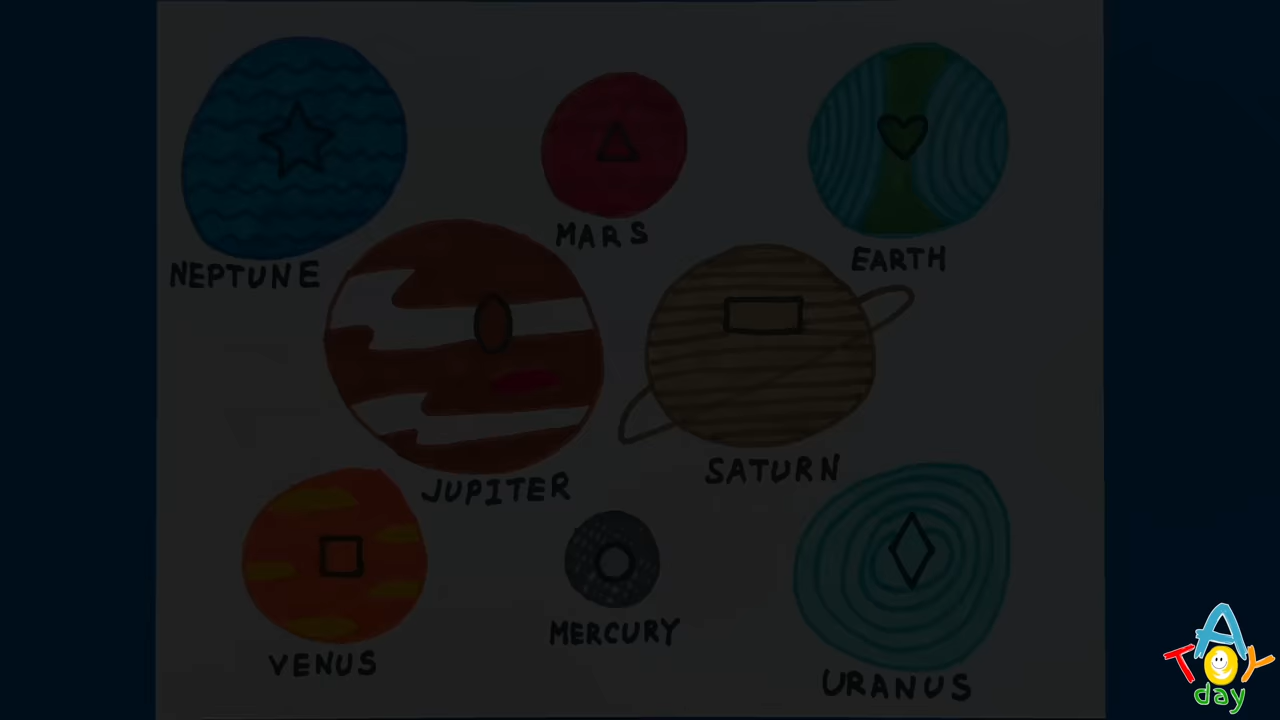 NEPTUNE
MARS
EARTH
JUPITER
SATURN
VENUS
MERCURY
URANUS
A
TOY
day